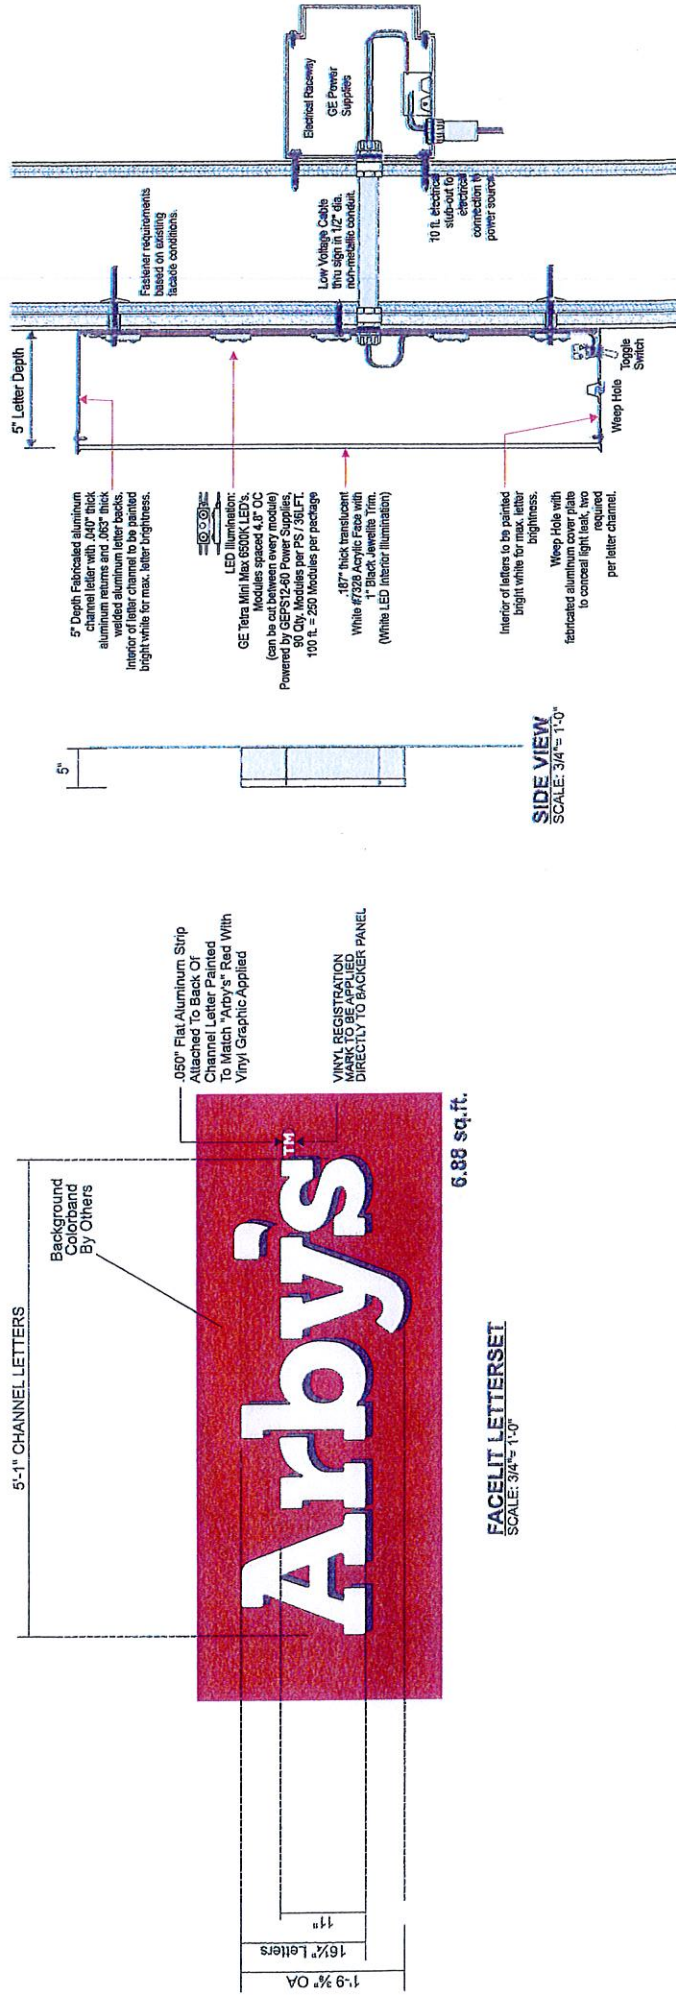 5'-1" CHANNEL LETTERS
Background
Colorband
By Others
.050" Flat Aluminum Strip
Attached To Back Of
Channel Letter Painted
To Match "Arby's" Red With
Vinyl Graphic Applied
Arby's™
VINYL REGISTRATION
MARK TO BE APPLIED
DIRECTLY TO BACKER PANEL
6.88 sq.ft.
1'-9 ⅜" OA
16¼" Letters
11"
FACELIT LETTERSET
SCALE: 3/4"= 1'-0"
5"
SIDE VIEW
SCALE: 3/4"= 1'-0"
5" Letter Depth
5" Depth Fabricated aluminum
channel letter with .040" thick
aluminum returns and .063" thick
welded aluminum letter backs.
Interior of letter channel to be painted
bright white for max. letter brightness.
LED Illumination:
GE Tetra Mini Max 6500K LED's.
Modules spaced 4.8" OC
(can be cut between every module)
Powered by GEPS12-60 Power Supplies,
90 Qty. Modules per PS / 36LFT.
100 ft. = 250 Modules per package
.187" thick translucent
White #7328 Acrylic Face with
1" Black Jewelite Trim.
(White LED Interior Illumination)
Interior of letters to be painted
bright white for max. letter
brightness.
Weep Hole with
fabricated aluminum cover plate
to conceal light leak, two
required
per letter channel.
Weep Hole
Toggle
Switch
Fastener requirements
based on existing
facade conditions.
Low Voltage Cable
thru sign in 1/2" dia.
non-metallic conduit.
10 ft. electrical
stub-out for
electrical
connection to
power source.
Electrical Raceway
GE Power
Supplies